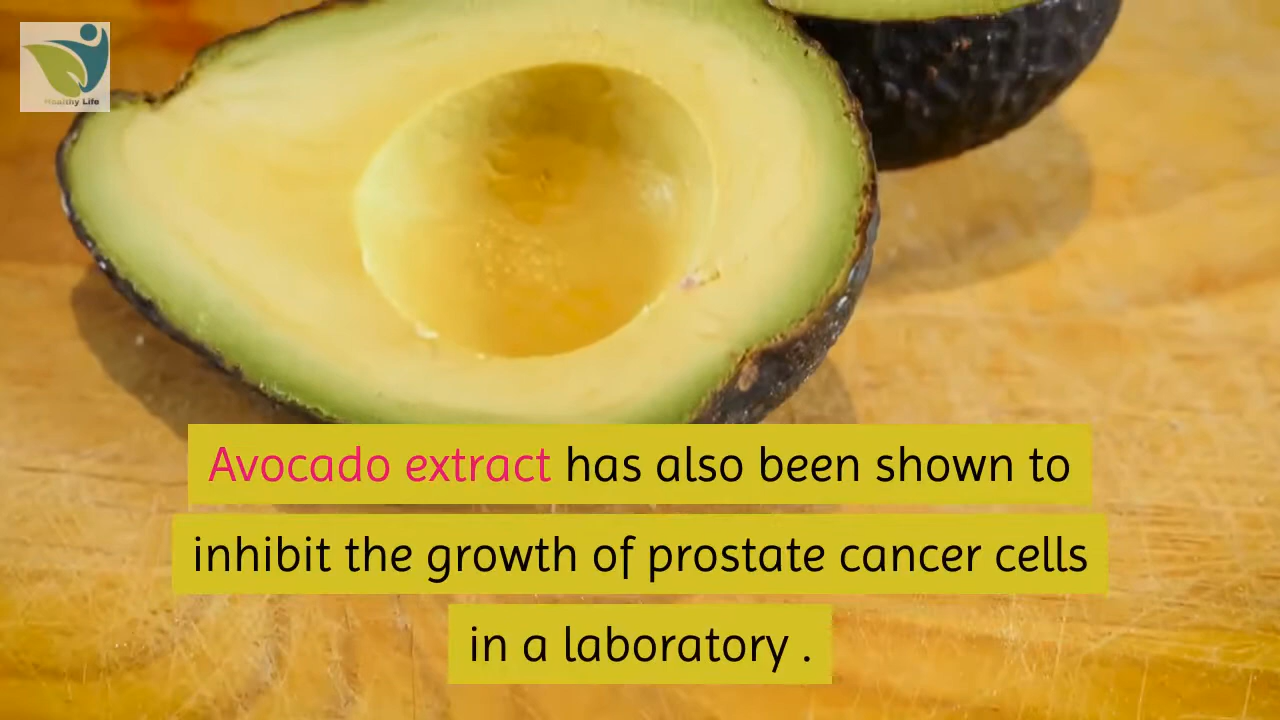 Healthy Life
Avocado extract has also been shown to
inhibit the growth of prostate cancer cells
in a laboratory .